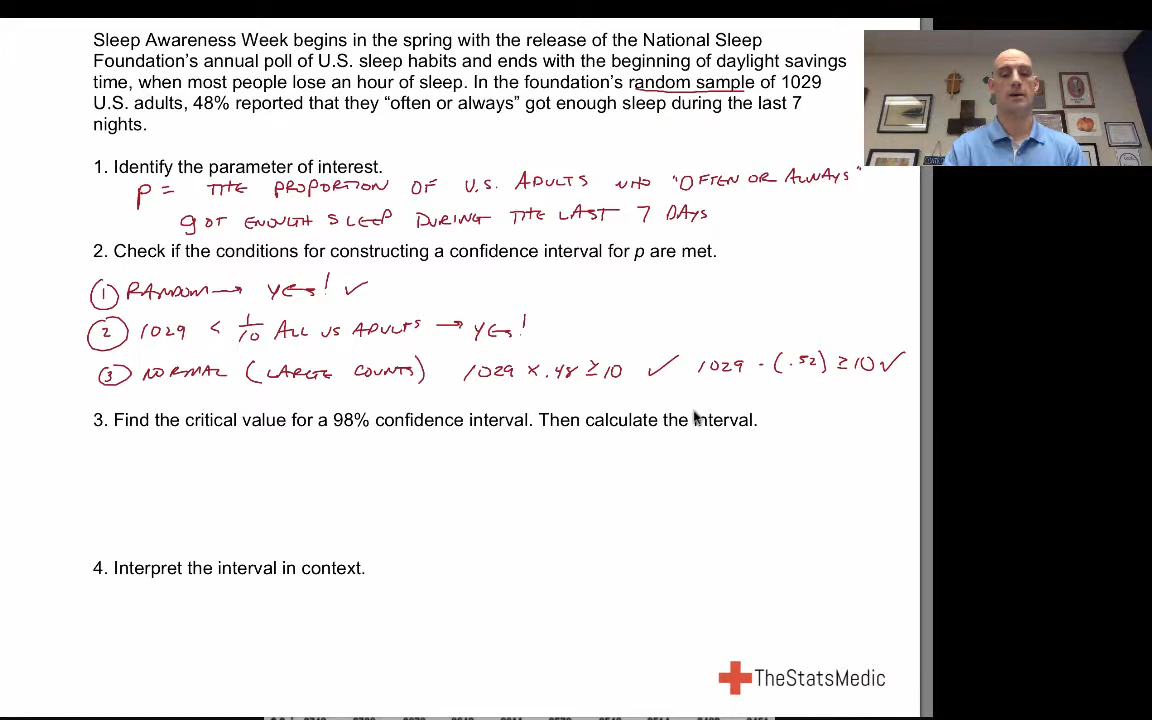 Sleep Awareness Week begins in the spring with the release of the National Sleep
Foundation's annual poll of U.S. sleep habits and ends with the beginning of daylight savings
time, when most people lose an hour of sleep. In the foundation's random sample of 1029
U.S. adults, 48% reported that they "often or always" got enough sleep during the last 7
nights.
1. Identify the parameter of interest.
P = THE PROPORTION OF U.S. ADULTS WHO "OFTEN OR ALWAYS"
GOT ENOUGH SLEEP DURING THE LAST 7 DAYS
2. Check if the conditions for constructing a confidence interval for p are met.
1 RANDOM → YES! ✓
2 1029 < 1/10 ALL US ADULTS → YES!
3 NORMAL (LARGE COUNTS) 1029 × .48 ≥ 10 ✓ 1029 · (.52) ≥ 10 ✓
3. Find the critical value for a 98% confidence interval. Then calculate the interval.
4. Interpret the interval in context.
TheStatsMedic